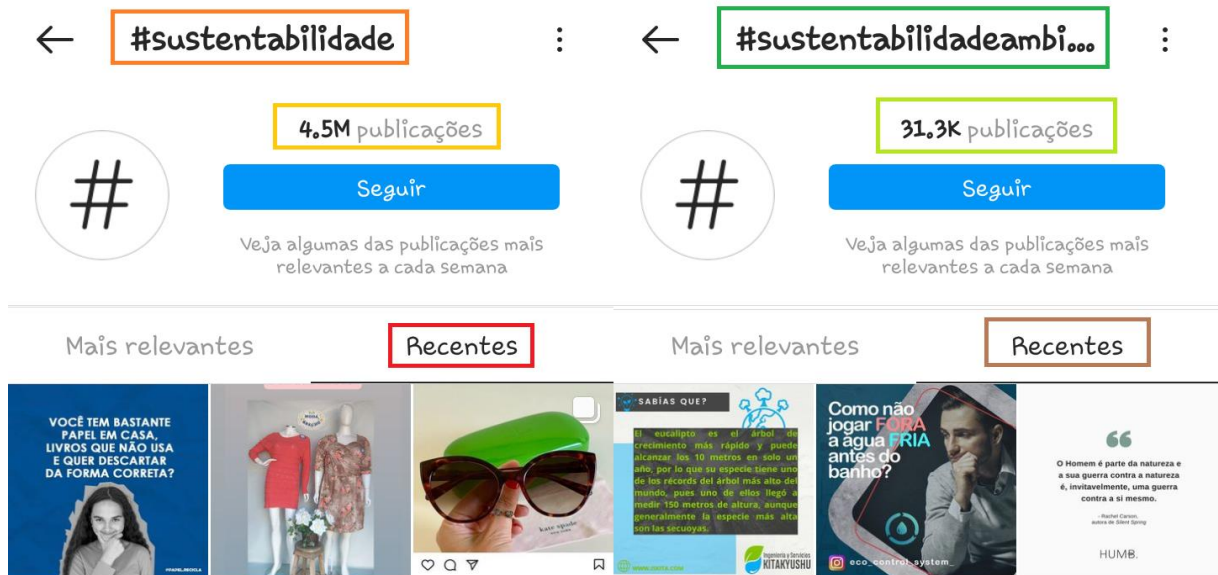 #sustentabilidade
4.5M publicações
Seguir
Veja algumas das publicações mais
relevantes a cada semana
Mais relevantes
Recentes
VOCÊ TEM BASTANTE
PAPEL EM CASA,
LIVROS QUE NÃO USA
E QUER DESCARTAR
DA FORMA CORRETA?
kate spade
#sustentabilidadeambi...
31.3K publicações
Seguir
Veja algumas das publicações mais
relevantes a cada semana
Mais relevantes
Recentes
SABÍAS QUE?
El eucalipto es el árbol de
crecimiento más rápido y puede
alcanzar los 10 metros en solo un
año, por lo que su especie tiene uno
de los récords del árbol más alto del
mundo, pues uno de ellos llegó a
medir 150 metros de altura, aunque
generalmente la especie más alta
son las secuoyas.
Ingeniería y Servicios
KITAKYUSHU
Como não
jogar FORA
a água FRIA
antes do
banho?
eco_control_system_
O Homem é parte da natureza e
a sua guerra contra a natureza
é, invitavelmente, uma guerra
contra a si mesmo.
- Rachel Carson,
autora de Silent Spring
HUMB.